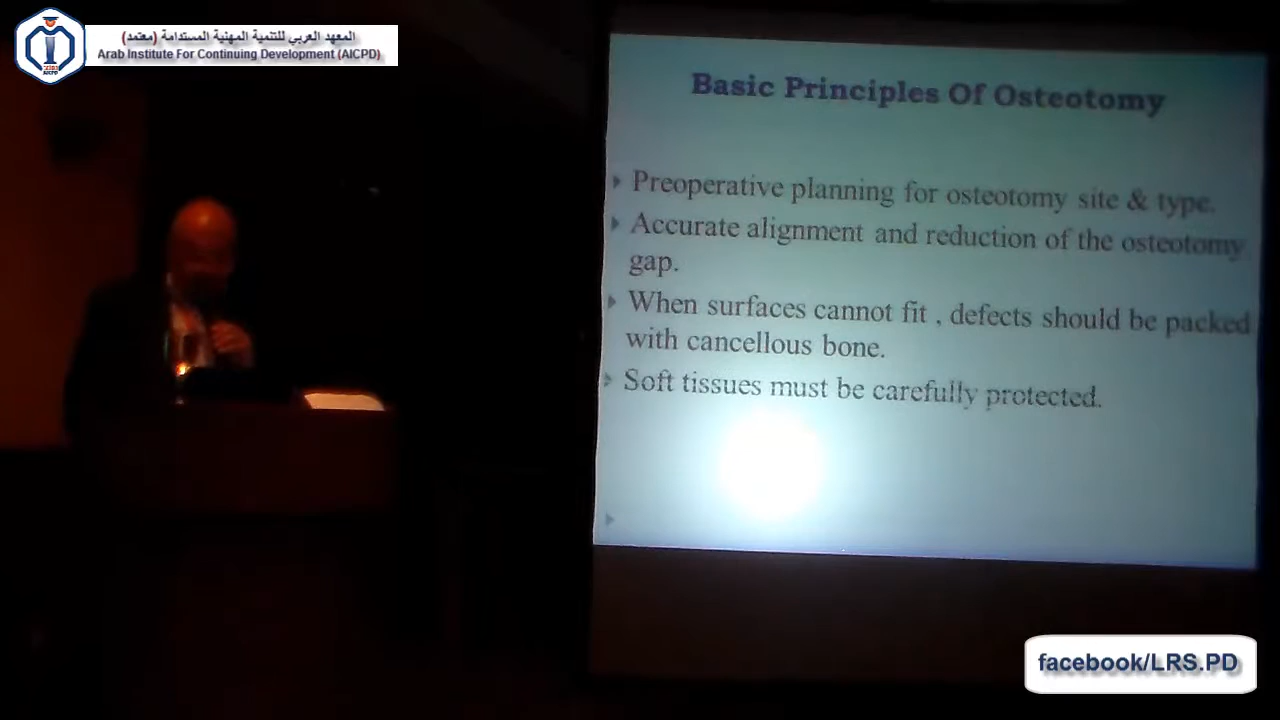 المعهد العربي للتنمية المهنية المستدامة (معتمد)
Arab Institute For Continuing Development (AICPD)
AICPD
Basic Principles Of Osteotomy
Preoperative planning for osteotomy site & type.
Accurate alignment and reduction of the osteotomy
gap.
When surfaces cannot fit , defects should be packed
with cancellous bone.
Soft tissues must be carefully protected.
facebook/LRS.PD